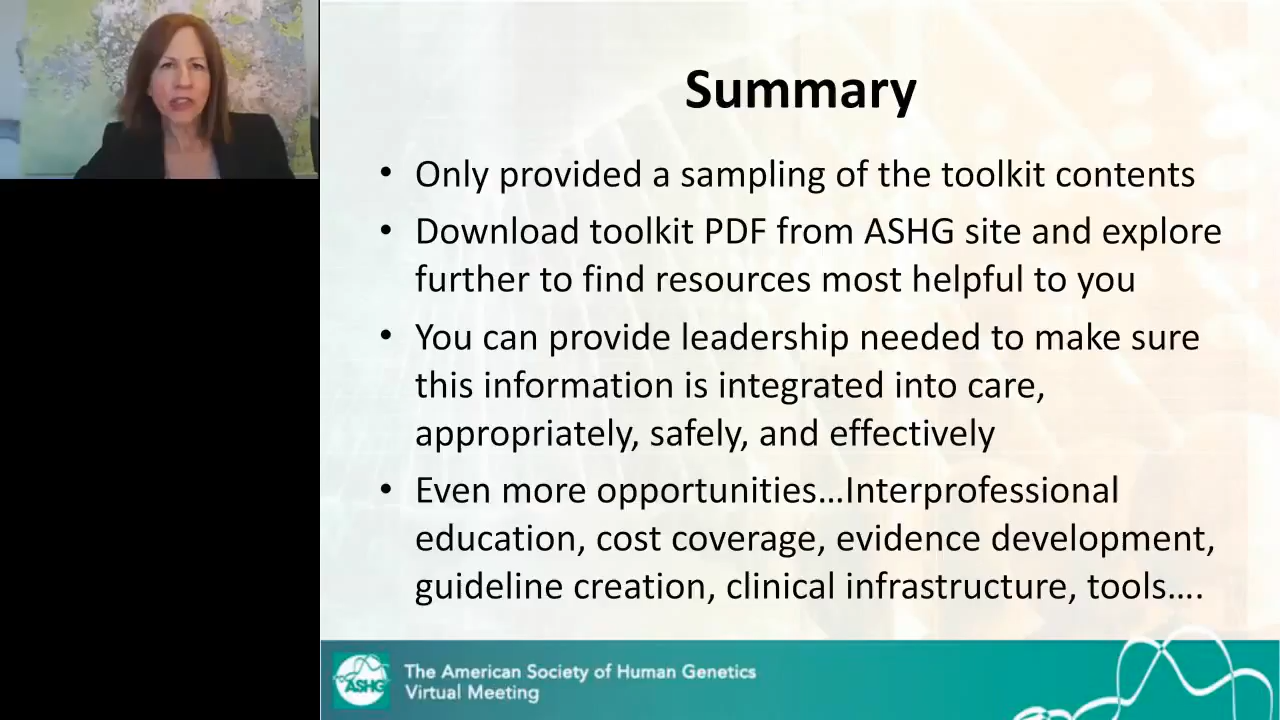 Summary
• Only provided a sampling of the toolkit contents
• Download toolkit PDF from ASHG site and explore
further to find resources most helpful to you
• You can provide leadership needed to make sure
this information is integrated into care,
appropriately, safely, and effectively
• Even more opportunities…Interprofessional
education, cost coverage, evidence development,
guideline creation, clinical infrastructure, tools….
ASHG
The American Society of Human Genetics
Virtual Meeting